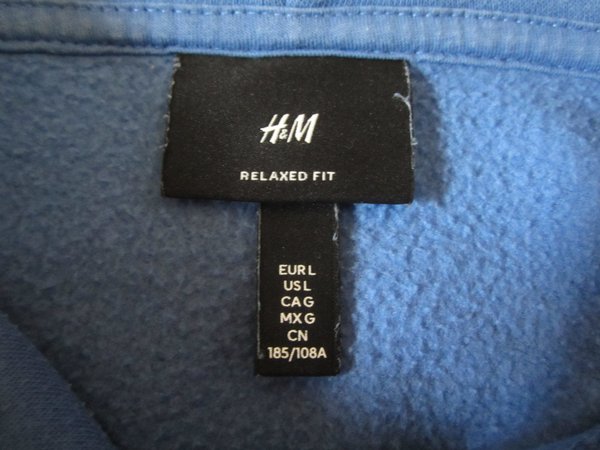 H&M
RELAXED FIT
EUR L
US L
CA G
MX G
CN
185/108A